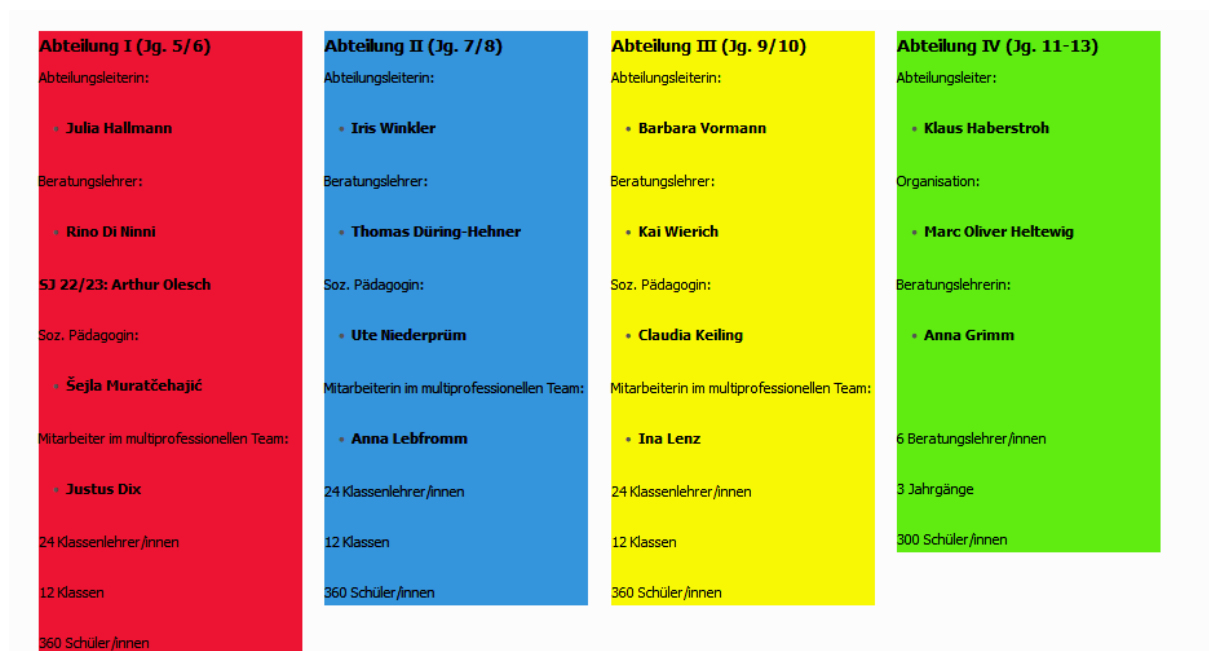 Abteilung I (Jg. 5/6)
Abteilungsleiterin:
• Julia Hallmann
Beratungslehrer:
• Rino Di Ninni
SJ 22/23: Arthur Olesch
Soz. Pädagogin:
• Šejla Muratčehajić
Mitarbeiter im multiprofessionellen Team:
• Justus Dix
24 Klassenlehrer/innen
12 Klassen
360 Schüler/innen
Abteilung II (Jg. 7/8)
Abteilungsleiterin:
• Iris Winkler
Beratungslehrer:
• Thomas Düring-Hehner
Soz. Pädagogin:
• Ute Niederprüm
Mitarbeiterin im multiprofessionellen Team:
• Anna Lebfromm
24 Klassenlehrer/innen
12 Klassen
360 Schüler/innen
Abteilung III (Jg. 9/10)
Abteilungsleiterin:
• Barbara Vormann
Beratungslehrer:
• Kai Wierich
Soz. Pädagogin:
• Claudia Keiling
Mitarbeiterin im multiprofessionellen Team:
• Ina Lenz
24 Klassenlehrer/innen
12 Klassen
360 Schüler/innen
Abteilung IV (Jg. 11-13)
Abteilungsleiter:
• Klaus Haberstroh
Organisation:
• Marc Oliver Heltewig
Beratungslehrerin:
• Anna Grimm
6 Beratungslehrer/innen
3 Jahrgänge
300 Schüler/innen